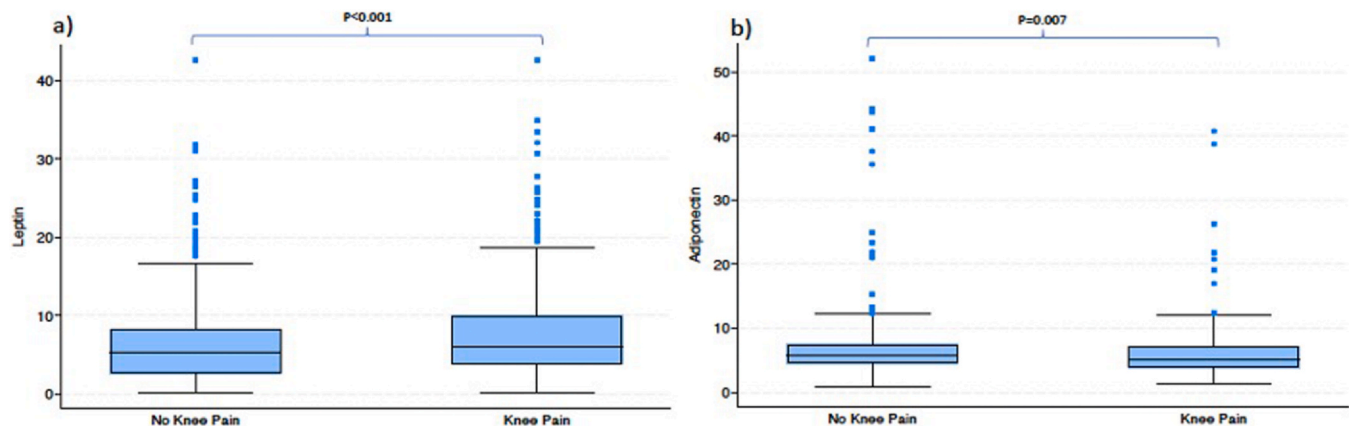 a)
P<0.001
40
30
20
10
0
Leptin
No Knee Pain
Knee Pain
b)
P=0.007
50
40
30
20
10
0
Adiponectin
No Knee Pain
Knee Pain